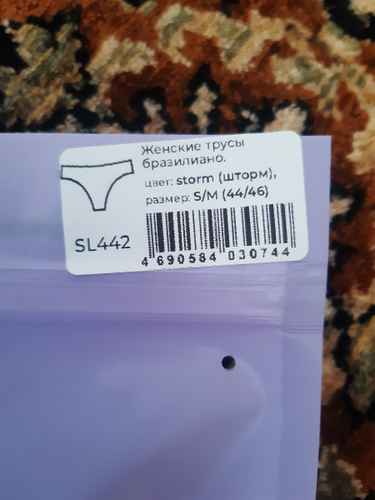 Женские трусы
бразилиано.
цвет: storm (шторм),
размер: S/M (44/46)
SL442
4 690584 030744